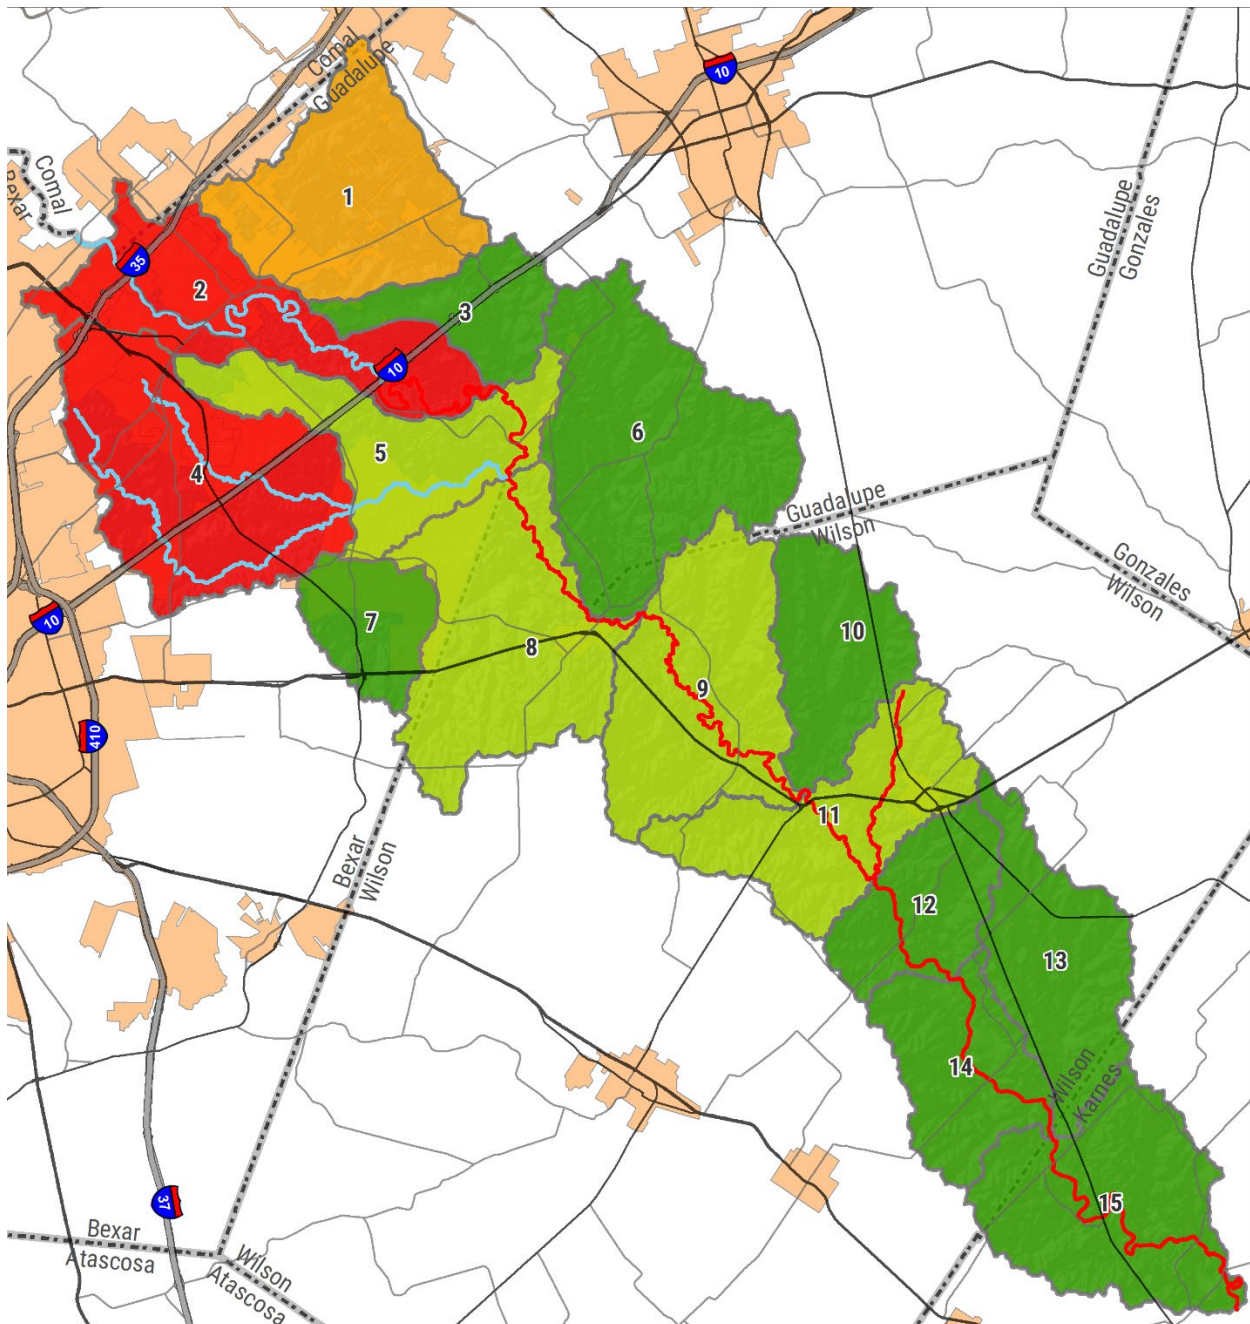 Comal
Guadalupe
10
Comal
Bexar
1
Guadalupe
Gonzales
35
2
3
10
6
5
4
Guadalupe
Wilson
Gonzales
Wilson
10
7
8
10
9
410
11
Bexar
Wilson
12
13
14
Wilson
Karnes
37
15
Bexar
Atascosa
Wilson
Atascosa